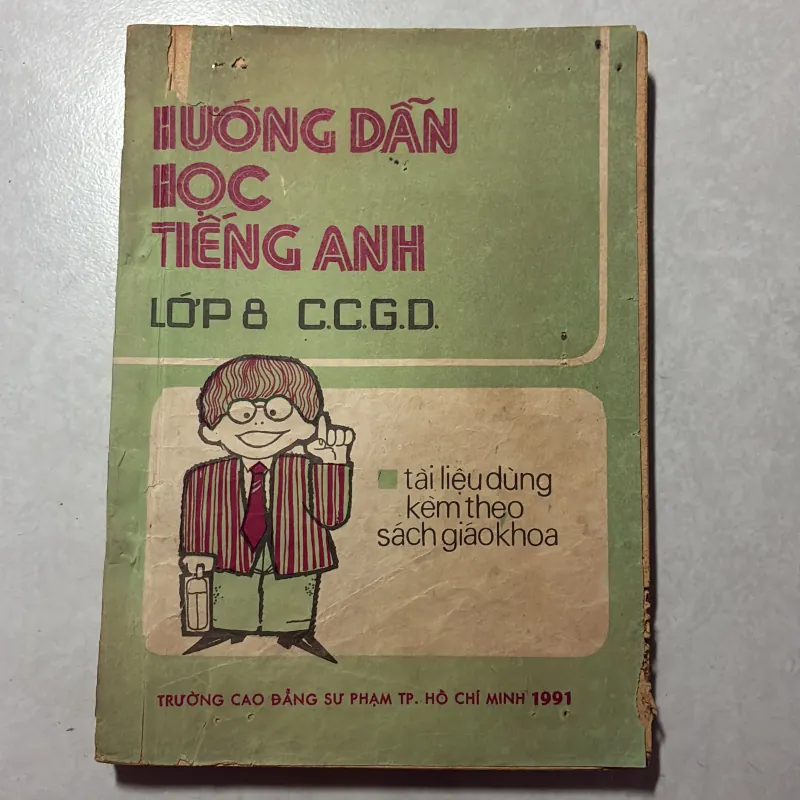 HƯỚNG DẪN
HỌC
TIẾNG ANH
LỚP 8 C.C.G.D.
tài liệu dùng
kèm theo
sách giáo khoa
TRƯỜNG CAO ĐẲNG SƯ PHẠM TP. HỒ CHÍ MINH 1991